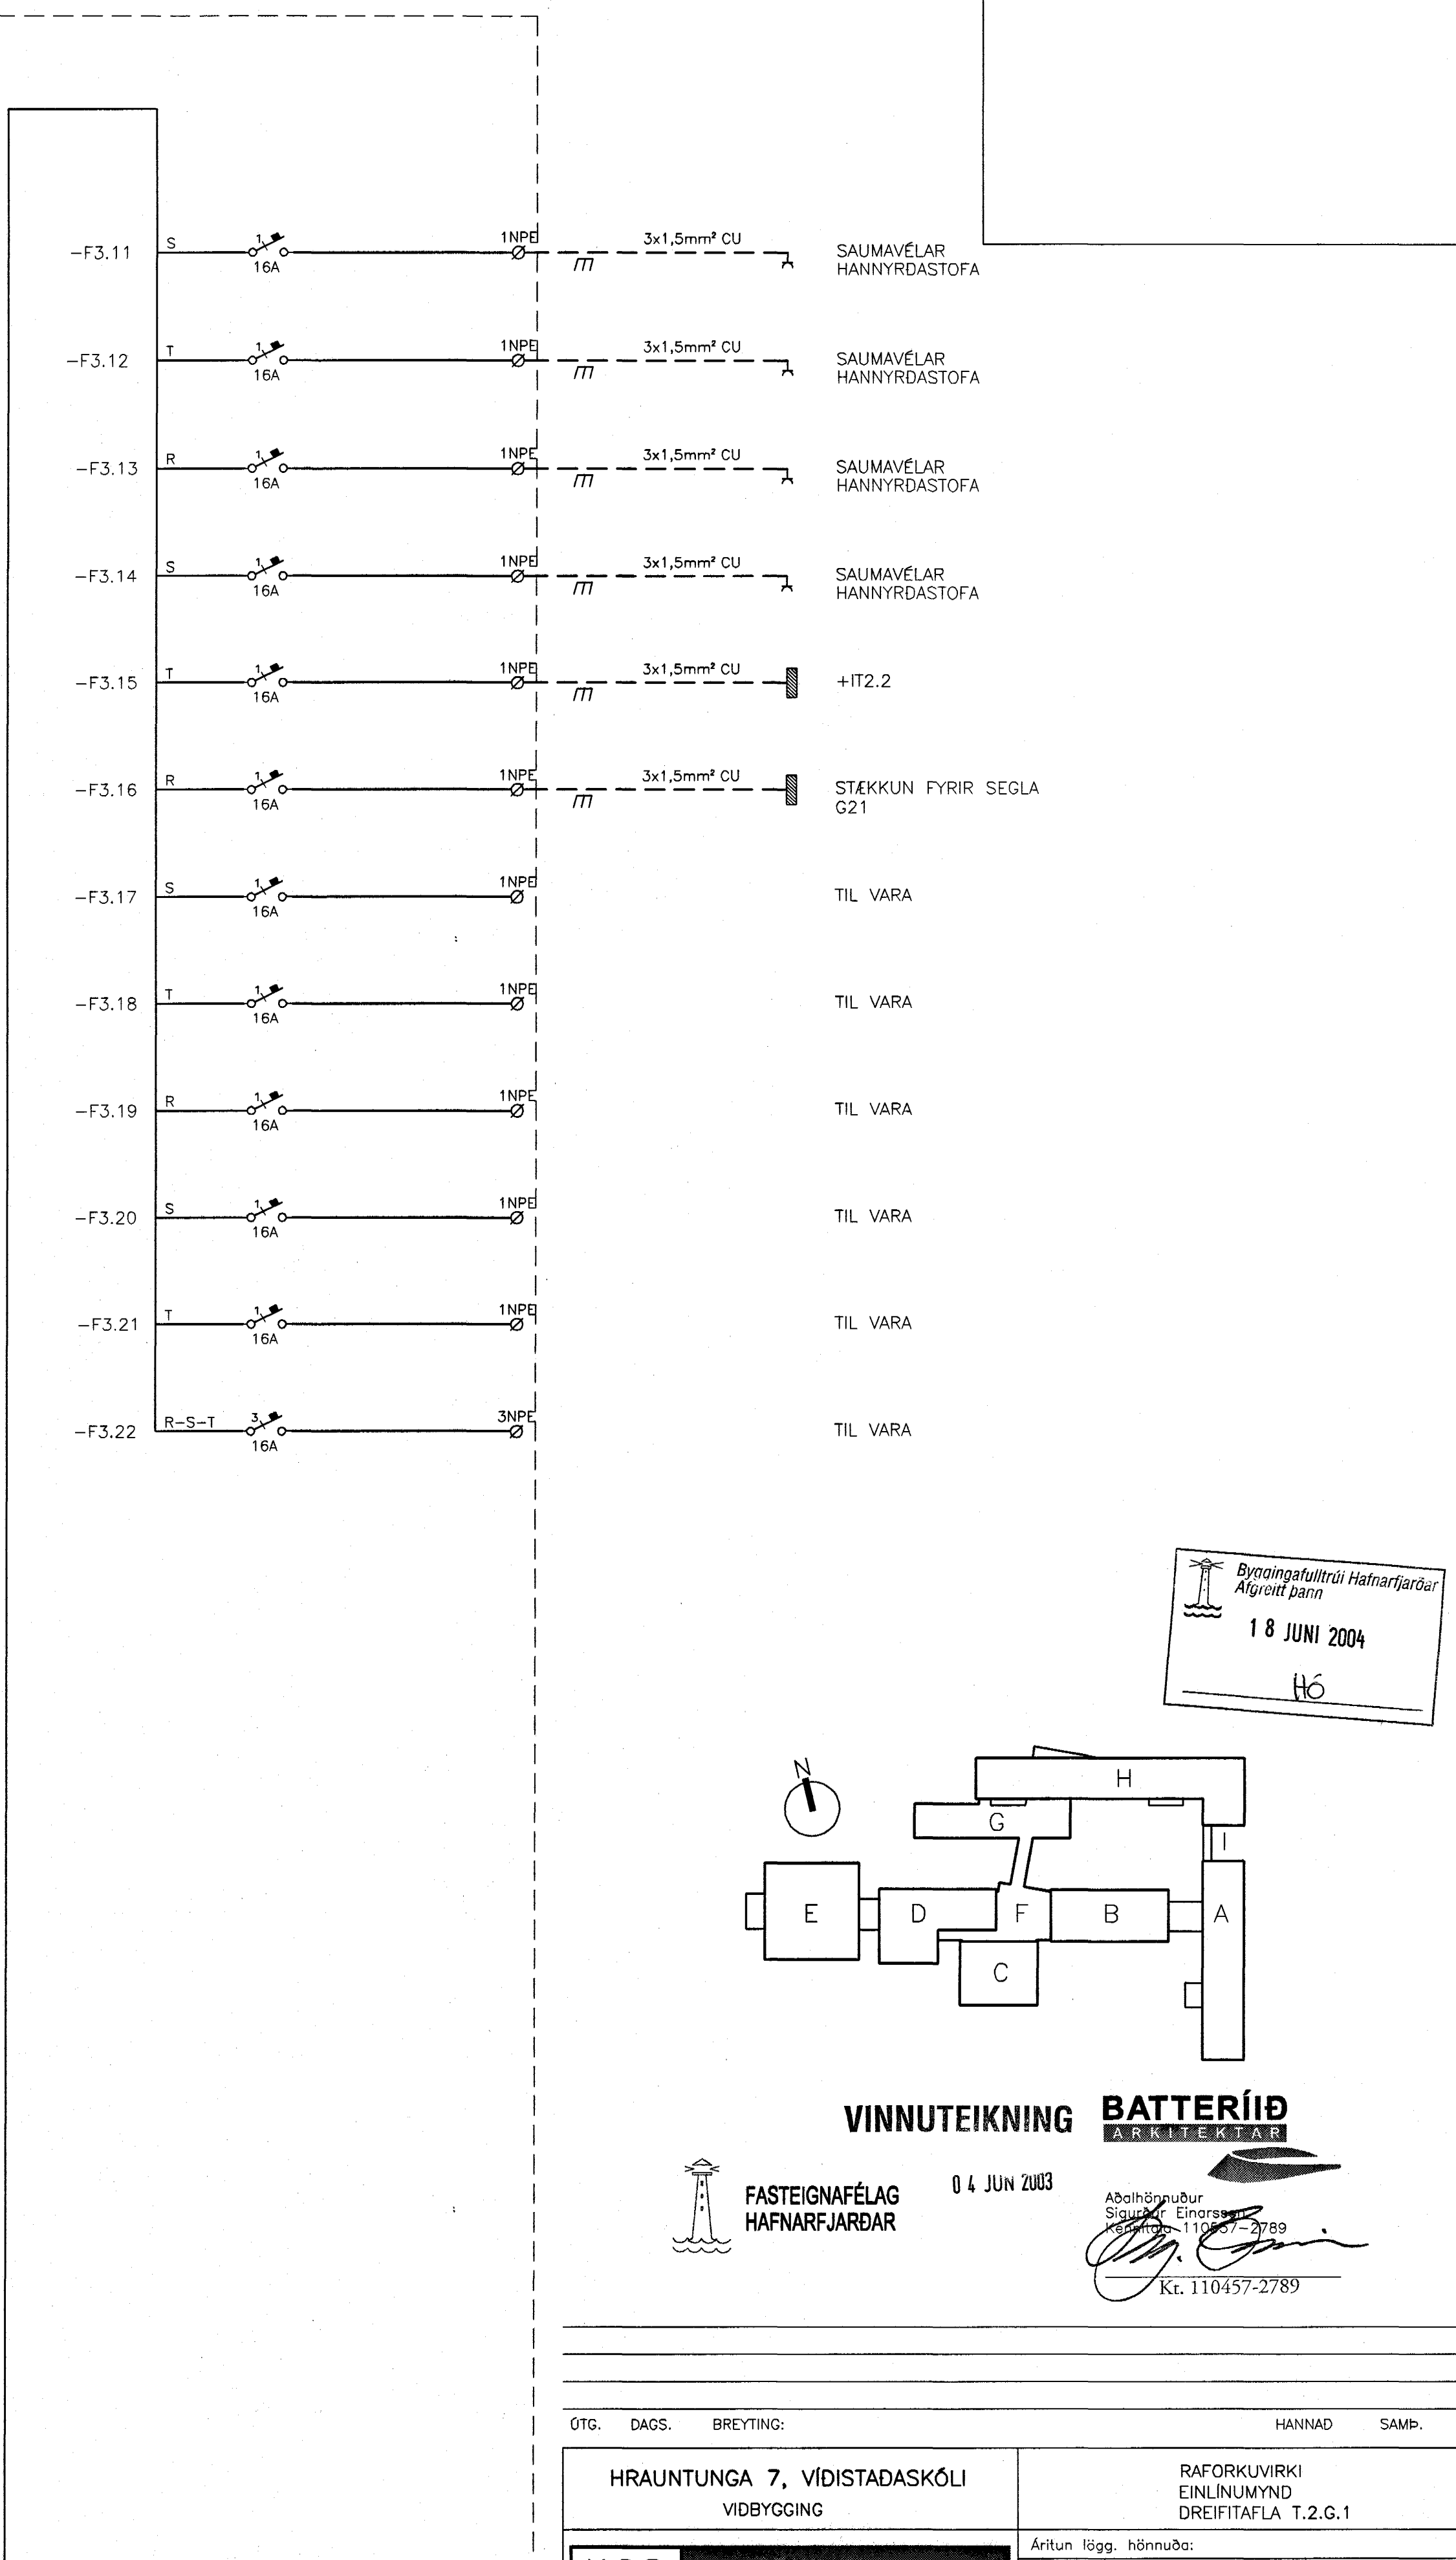 -F3.11 S 1 16A 1NPE 3x1,5mm² CU SAUMAVÉLAR
HANNYRÐASTOFA
-F3.12 T 1 16A 1NPE 3x1,5mm² CU SAUMAVÉLAR
HANNYRÐASTOFA
-F3.13 R 1 16A 1NPE 3x1,5mm² CU SAUMAVÉLAR
HANNYRÐASTOFA
-F3.14 S 1 16A 1NPE 3x1,5mm² CU SAUMAVÉLAR
HANNYRÐASTOFA
-F3.15 T 1 16A 1NPE 3x1,5mm² CU +IT2.2
-F3.16 R 1 16A 1NPE 3x1,5mm² CU STÆKKUN FYRIR SEGLA
G21
-F3.17 S 1 16A 1NPE TIL VARA
-F3.18 T 1 16A 1NPE TIL VARA
-F3.19 R 1 16A 1NPE TIL VARA
-F3.20 S 1 16A 1NPE TIL VARA
-F3.21 T 1 16A 1NPE TIL VARA
-F3.22 R-S-T 3 16A 3NPE TIL VARA
Byggingafulltrúi Hafnarfjarðar
Afgreitt þann
18 JUNI 2004
HÓ
N
H
G
I
E D F B A
C
VINNUTEIKNING
BATTERÍIÐ
ARKITEKTAR
FASTEIGNAFÉLAG
HAFNARFJARÐAR
04 JUN 2003
Aðalhönnuður
Sigurður Einarsson
Kennitala 110557-2789
Kt. 110457-2789
ÚTG. DAGS. BREYTING: HANNAÐ SAMÞ.
HRAUNTUNGA 7, VÍÐISTAÐASKÓLI
VIÐBYGGING
RAFORKUVIRKI
EINLÍNUMYND
DREIFITAFLA T.2.G.1
Áritun lögg. hönnuða: